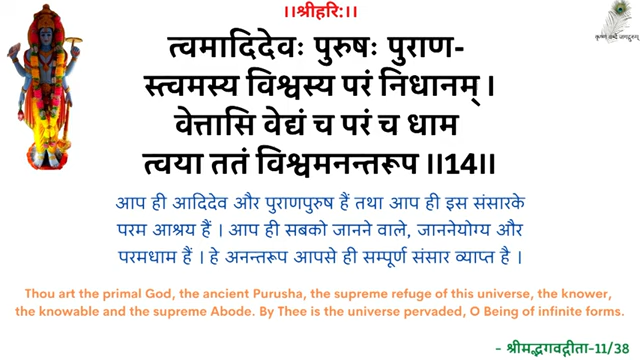 ।।श्रीहरि:।।
कृष्णं वन्दे जगद्गुरुम्
त्वमादिदेवः पुरुषः पुराण-
स्त्वमस्य विश्वस्य परं निधानम् ।
वेत्तासि वेद्यं च परं च धाम
त्वया ततं विश्वमनन्तरूप ।।14।।
आप ही आदिदेव और पुराणपुरुष हैं तथा आप ही इस संसारके
परम आश्रय हैं । आप ही सबको जानने वाले, जाननेयोग्य और
परमधाम हैं । हे अनन्तरूप आपसे ही सम्पूर्ण संसार व्याप्त है ।
Thou art the primal God, the ancient Purusha, the supreme refuge of this universe, the knower,
the knowable and the supreme Abode. By Thee is the universe pervaded, O Being of infinite forms.
- श्रीमद्भगवद्गीता-11/38